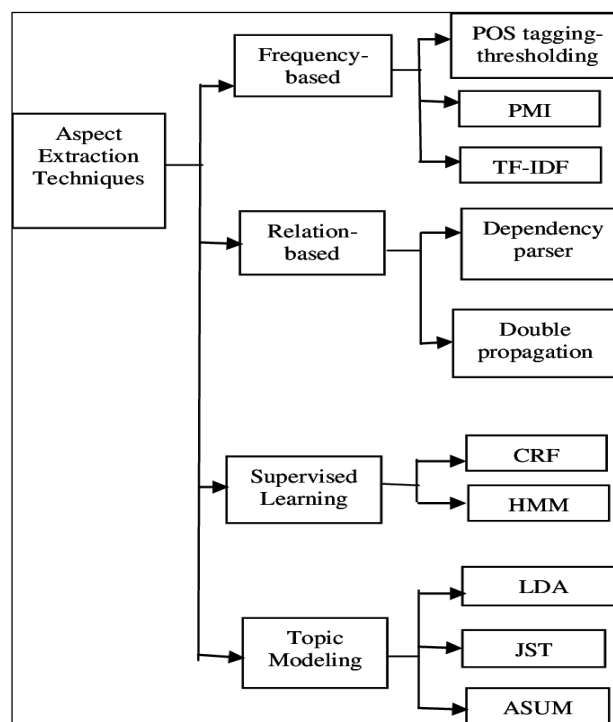 Aspect
Extraction
Techniques
Frequency-
based
POS tagging-
thresholding
PMI
TF-IDF
Relation-
based
Dependency
parser
Double
propagation
Supervised
Learning
CRF
HMM
Topic
Modeling
LDA
JST
ASUM